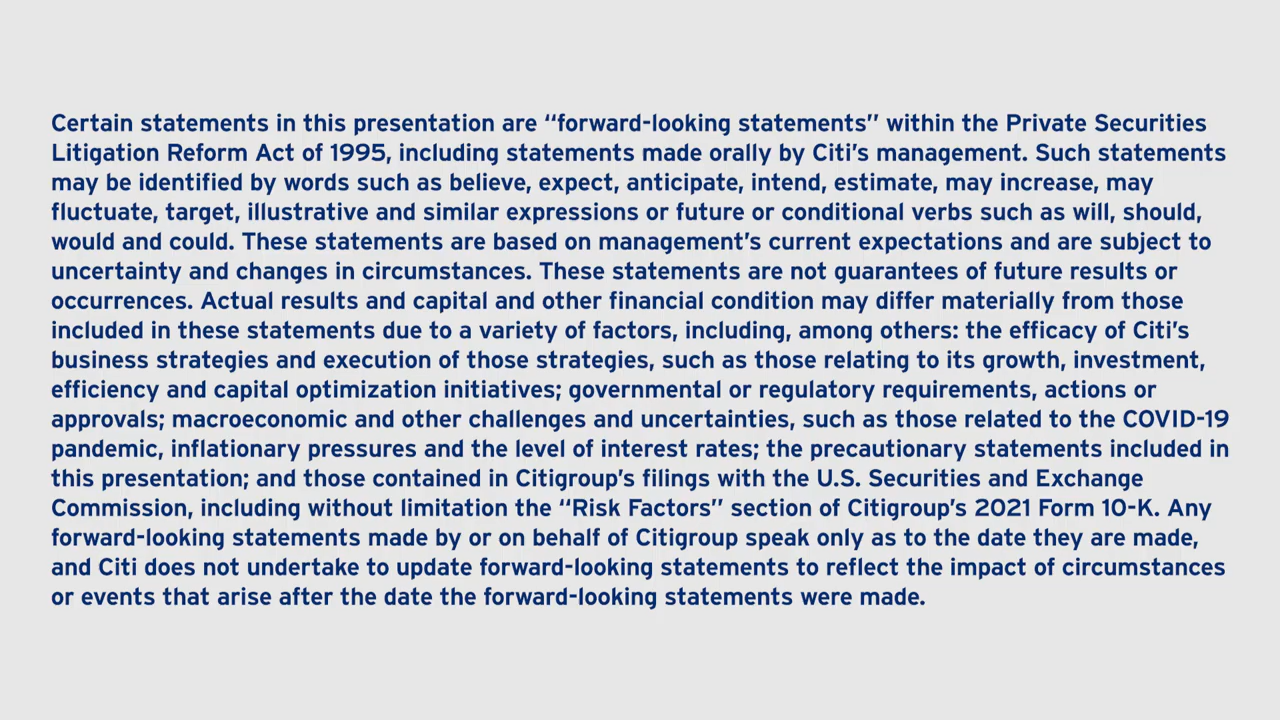 Certain statements in this presentation are “forward-looking statements” within the Private Securities
Litigation Reform Act of 1995, including statements made orally by Citi’s management. Such statements
may be identified by words such as believe, expect, anticipate, intend, estimate, may increase, may
fluctuate, target, illustrative and similar expressions or future or conditional verbs such as will, should,
would and could. These statements are based on management’s current expectations and are subject to
uncertainty and changes in circumstances. These statements are not guarantees of future results or
occurrences. Actual results and capital and other financial condition may differ materially from those
included in these statements due to a variety of factors, including, among others: the efficacy of Citi’s
business strategies and execution of those strategies, such as those relating to its growth, investment,
efficiency and capital optimization initiatives; governmental or regulatory requirements, actions or
approvals; macroeconomic and other challenges and uncertainties, such as those related to the COVID-19
pandemic, inflationary pressures and the level of interest rates; the precautionary statements included in
this presentation; and those contained in Citigroup’s filings with the U.S. Securities and Exchange
Commission, including without limitation the “Risk Factors” section of Citigroup’s 2021 Form 10-K. Any
forward-looking statements made by or on behalf of Citigroup speak only as to the date they are made,
and Citi does not undertake to update forward-looking statements to reflect the impact of circumstances
or events that arise after the date the forward-looking statements were made.